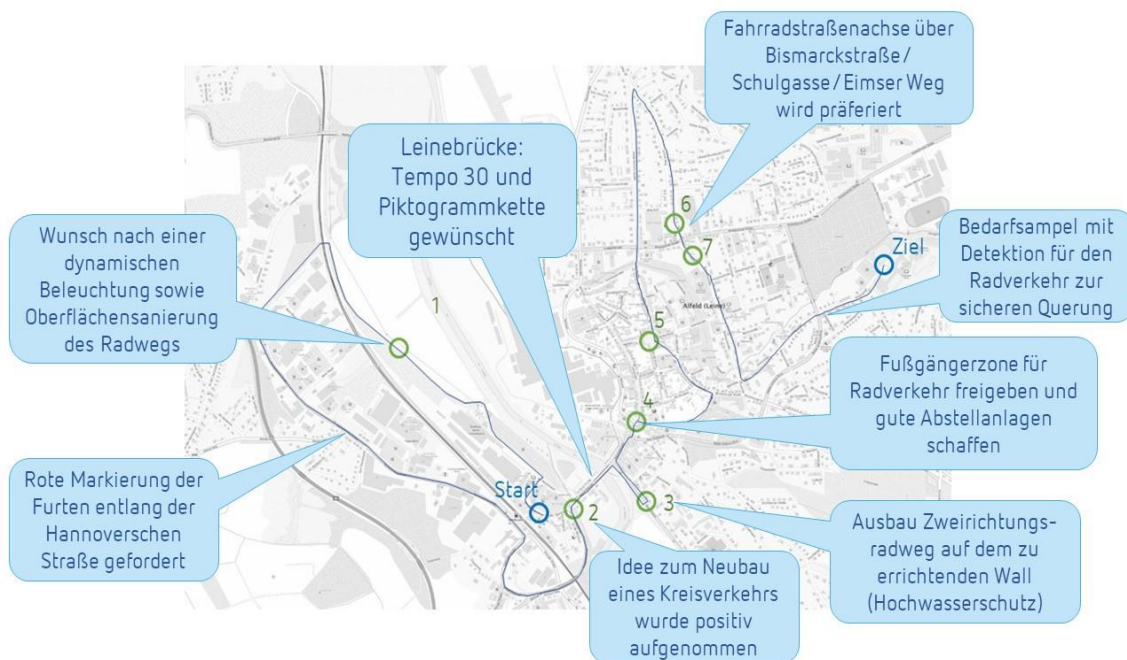 Fahrradstraßenachse über
Bismarckstraße /
Schulgasse / Eimser Weg
wird präferiert
Leinebrücke:
Tempo 30 und
Piktogrammkette
gewünscht
Wunsch nach einer
dynamischen
Beleuchtung sowie
Oberflächensanierung
des Radwegs
1
6
7
Ziel
Bedarfsampel mit
Detektion für den
Radverkehr zur
sicheren Querung
Alfeld (Leine)
5
Fußgängerzone für
Radverkehr freigeben und
gute Abstellanlagen
schaffen
4
Rote Markierung der
Furten entlang der
Hannoverschen
Straße gefordert
Start
2
3
Ausbau Zweirichtungs-
radweg auf dem zu
errichtenden Wall
(Hochwasserschutz)
Idee zum Neubau
eines Kreisverkehrs
wurde positiv
aufgenommen